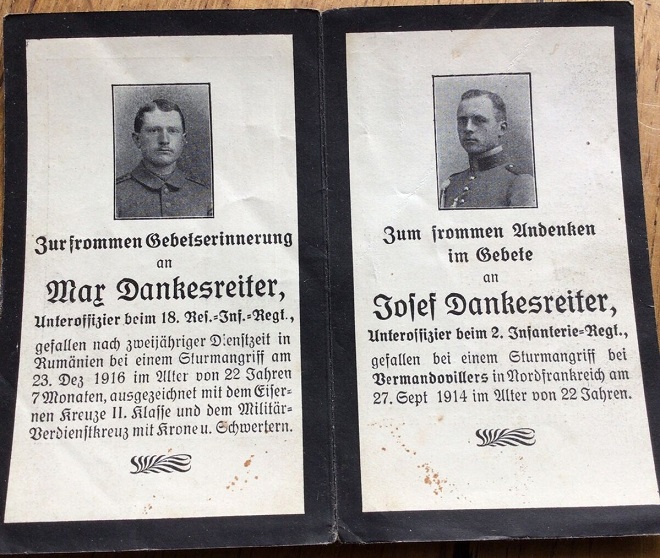 Zur frommen Gebetserinnerung
an
Max Dankesreiter,
Unteroffizier beim 18. Res.-Inf.-Regt.,
gefallen nach zweijähriger Dienstzeit in
Rumänien bei einem Sturmangriff am
23. Dez 1916 im Alter von 22 Jahren
7 Monaten, ausgezeichnet mit dem Eiser-
nen Kreuze II. Klasse und dem Militär-
Verdienstkreuz mit Krone u. Schwertern.
Zum frommen Andenken
im Gebete
an
Josef Dankesreiter,
Unteroffizier beim 2. Infanterie-Regt.,
gefallen bei einem Sturmangriff bei
Vermandovillers in Nordfrankreich am
27. Sept 1914 im Alter von 22 Jahren.